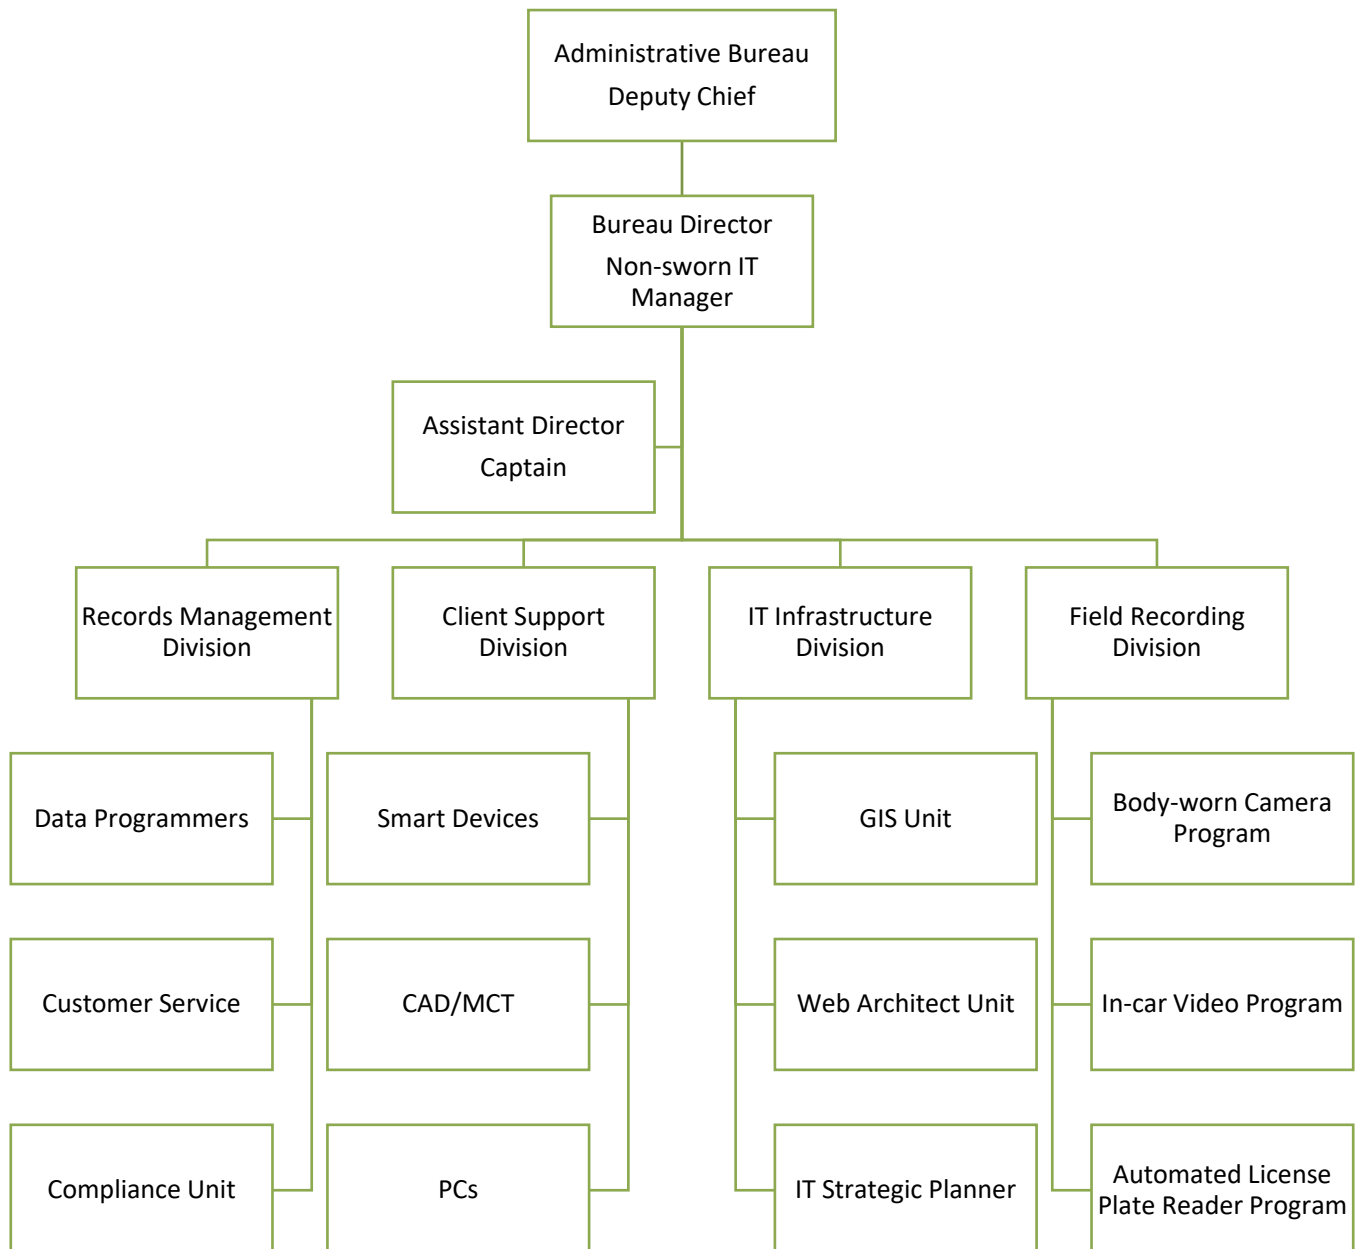 Administrative Bureau
Deputy Chief
Bureau Director
Non-sworn IT
Manager
Assistant Director
Captain
Records Management
Division
Client Support
Division
IT Infrastructure
Division
Field Recording
Division
Data Programmers
Smart Devices
GIS Unit
Body-worn Camera
Program
Customer Service
CAD/MCT
Web Architect Unit
In-car Video Program
Compliance Unit
PCs
IT Strategic Planner
Automated License
Plate Reader Program